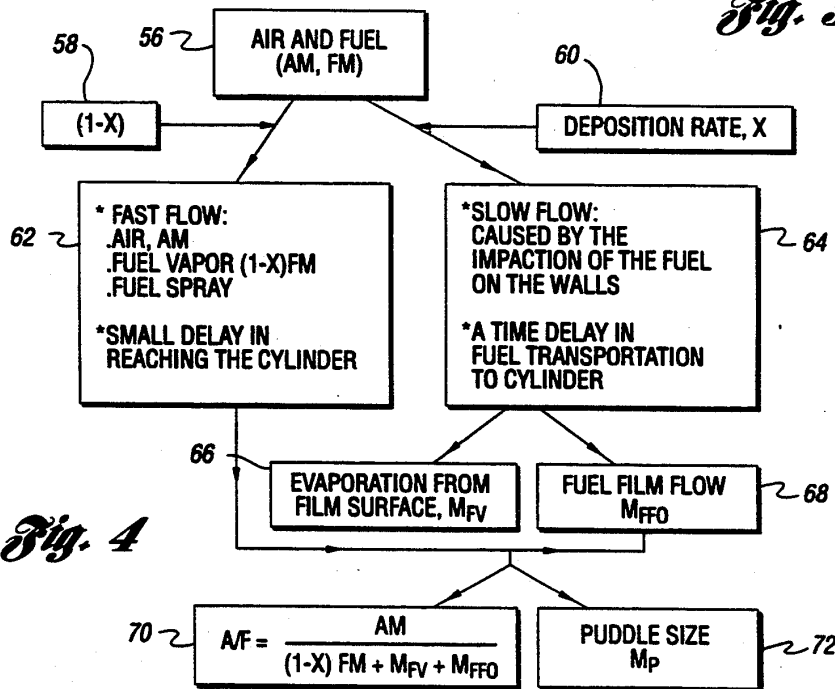 Fig. 
56
AIR AND FUEL
(AM, FM)
58
(1-X)
60
DEPOSITION RATE, X
62
* FAST FLOW:
.AIR, AM
.FUEL VAPOR (1-X)FM
.FUEL SPRAY
*SMALL DELAY IN
REACHING THE CYLINDER
*SLOW FLOW:
CAUSED BY THE
IMPACTION OF THE FUEL
ON THE WALLS
*A TIME DELAY IN
FUEL TRANSPORTATION
TO CYLINDER
64
66
EVAPORATION FROM
FILM SURFACE, MFV
FUEL FILM FLOW
MFFO
68
Fig. 4
70
A/F = AM
(1-X) FM + MFV + MFFO
PUDDLE SIZE
MP
72